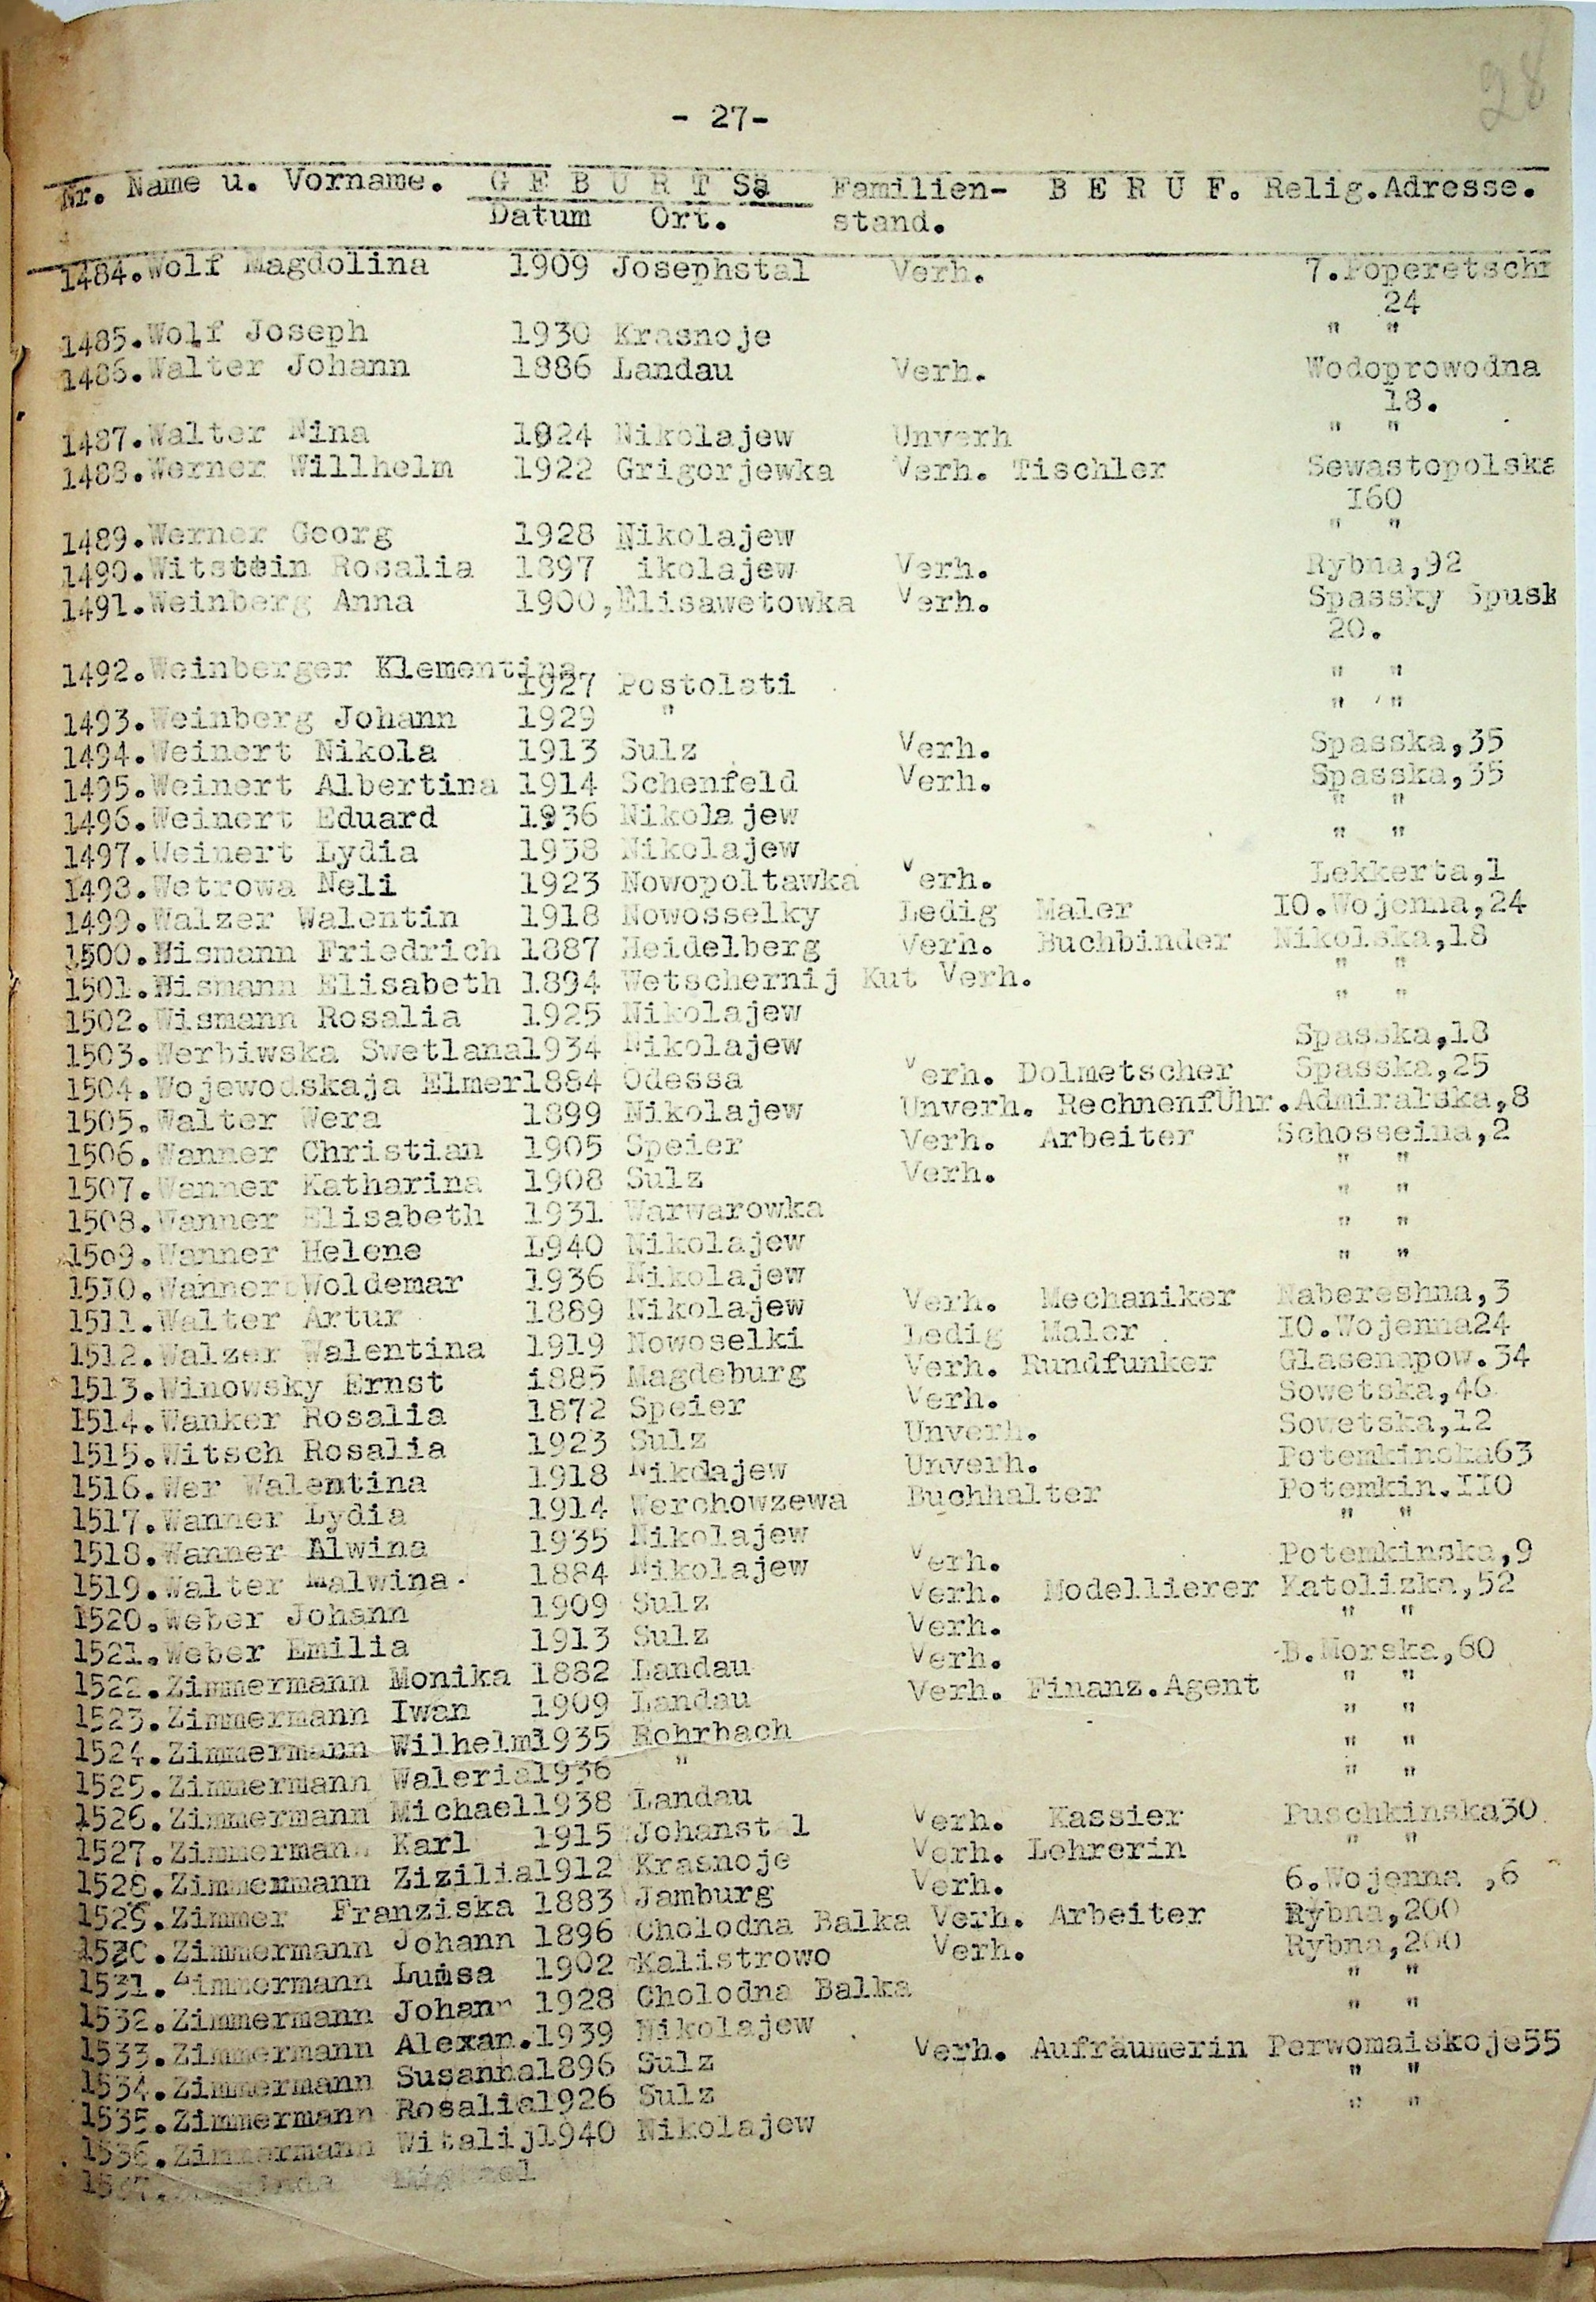 28
- 27-
Nr. Name u. Vorname. G E B U R T S Familien- B E R U F. Relig. Adresse.
Datum Ort. stand.
1484. Wolf Magdolina 1909 Josephstal Verh. 7.Poperetschn
24
1485. Wolf Joseph 1930 Krasnoje " "
1486. Walter Johann 1886 Landau Verh. Wodoprowodna
18.
1487. Walter Nina 1924 Nikolajew Unverh " "
1488. Werner Willhelm 1922 Grigorjewka Verh. Tischler Sewastopolska
I60
1489. Werner Georg 1928 Nikolajew " "
1490. Witstein Rosalia 1897 ikolajew Verh. Rybna,92
1491. Weinberg Anna 1900, Elisawetowka Verh. Spassky Spusk
20.
1492. Weinberger Klementina 1927 Postolati " "
1493. Weinberg Johann 1929 " " "
1494. Weinert Nikola 1913 Sulz Verh. Spasska,35
1495. Weinert Albertina 1914 Schenfeld Verh. Spasska,35
1496. Weinert Eduard 1936 Nikolajew " "
1497. Weinert Lydia 1938 Nikolajew " "
1498. Wetrowa Neli 1923 Nowopoltawka Verh. Lekkerta,1
1499. Walzer Walentin 1918 Nowosselky Ledig Maler IO.Wojenna,24
1500. Wismann Friedrich 1887 Heidelberg Verh. Buchbinder Nikolska,18
1501. Wismann Elisabeth 1894 Wetschernij Kut Verh. " "
1502. Wismann Rosalia 1925 Nikolajew " "
1503. Werbiwska Swetlana 1934 Nikolajew Spasska,18
1504. Wojewodskaja Elmer 1884 Odessa Verh. Dolmetscher Spasska,25
1505. Walter Wera 1899 Nikolajew Unverh. RechnenfUhr. Admiralska,8
1506. Wanner Christian 1905 Speier Verh. Arbeiter Schosseina,2
1507. Wanner Katharina 1908 Sulz Verh. " "
1508. Wanner Elisabeth 1931 Warwarowka " "
1509. Wanner Helene 1940 Nikolajew " "
1510. Wanner Woldemar 1936 Nikolajew " "
1511. Walter Artur 1889 Nikolajew Verh. Mechaniker Nabereshna,3
1512. Walzer Walentina 1919 Nowoselki Ledig Maler IO.Wojenna24
1513. Winowsky Ernst 1885 Magdeburg Verh. Rundfunker Glasenapow.34
1514. Wanker Rosalia 1872 Speier Verh. Sowetska,46
1515. Witsch Rosalia 1923 Sulz Unverh. Sowetska,12
1516. Wer Walentina 1918 Nikolajew Unverh. Potemkinska63
1517. Wanner Lydia 1914 Werchowzewa Buchhalter Potemkin.IIO
1518. Wanner Alwina 1935 Nikolajew " "
1519. Walter Malwina. 1884 Nikolajew Verh. Potemkinska,9
1520. Weber Johann 1909 Sulz Verh. Modellierer Katolizka,52
1521. Weber Emilia 1913 Sulz Verh. " "
1522. Zimmermann Monika 1882 Landau Verh. B.Morska,60
1523. Zimmermann Iwan 1909 Landau Verh. Finanz.Agent " "
1524. Zimmermann Wilhelm 1935 Rohrbach " "
1525. Zimmermann Waleria 1936 " " "
1526. Zimmermann Michael 1938 Landau " "
1527. Zimmermann Karl 1915 Johanst l Verh. Kassier Puschkinska30
1528. Zimmermann Zizilia 1912 Krasnoje Verh. Lehrerin " "
1529. Zimmer Franziska 1883 Jamburg Verh. 6.Wojenna ,6
1530. Zimmermann Johann 1896 Cholodna Balka Verh. Arbeiter Rybna,200
1531. Zimmermann Luisa 1902 Kalistrowo Verh. Rybna,200
1532. Zimmermann Johann 1928 Cholodna Balka " "
1533. Zimmermann Alexan. 1939 Nikolajew " "
1534. Zimmermann Susanna 1896 Sulz Verh. Aufräumerin Perwomaiskoje55
1535. Zimmermann Rosalia 1926 Sulz " "
1536. Zimmermann Witalij 1940 Nikolajew " "